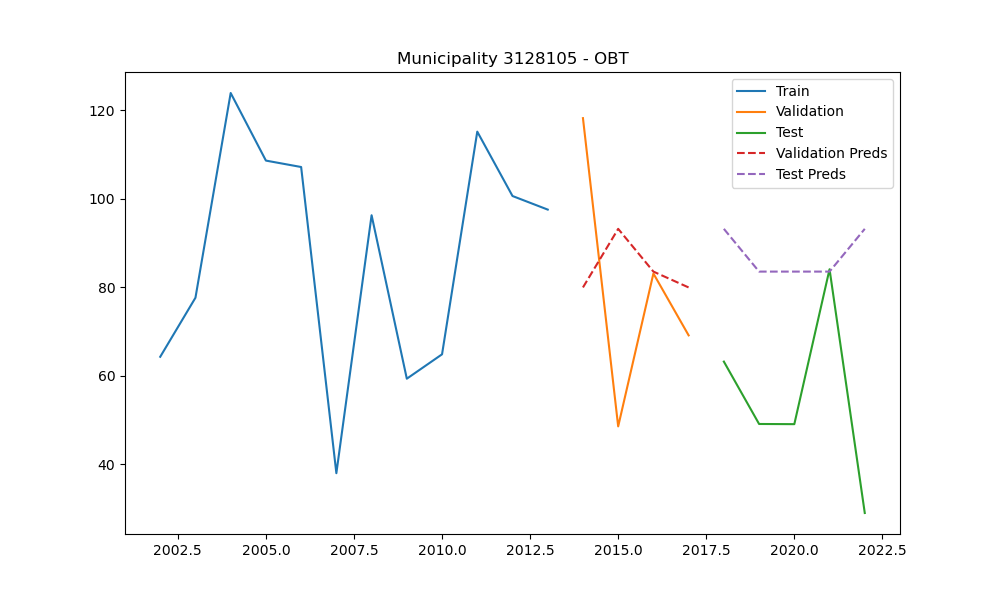 Municipality 3128105 - OBT
Train
Validation
Test
Validation Preds
Test Preds
120
100
80
60
40
2002.5 2005.0 2007.5 2010.0 2012.5 2015.0 2017.5 2020.0 2022.5